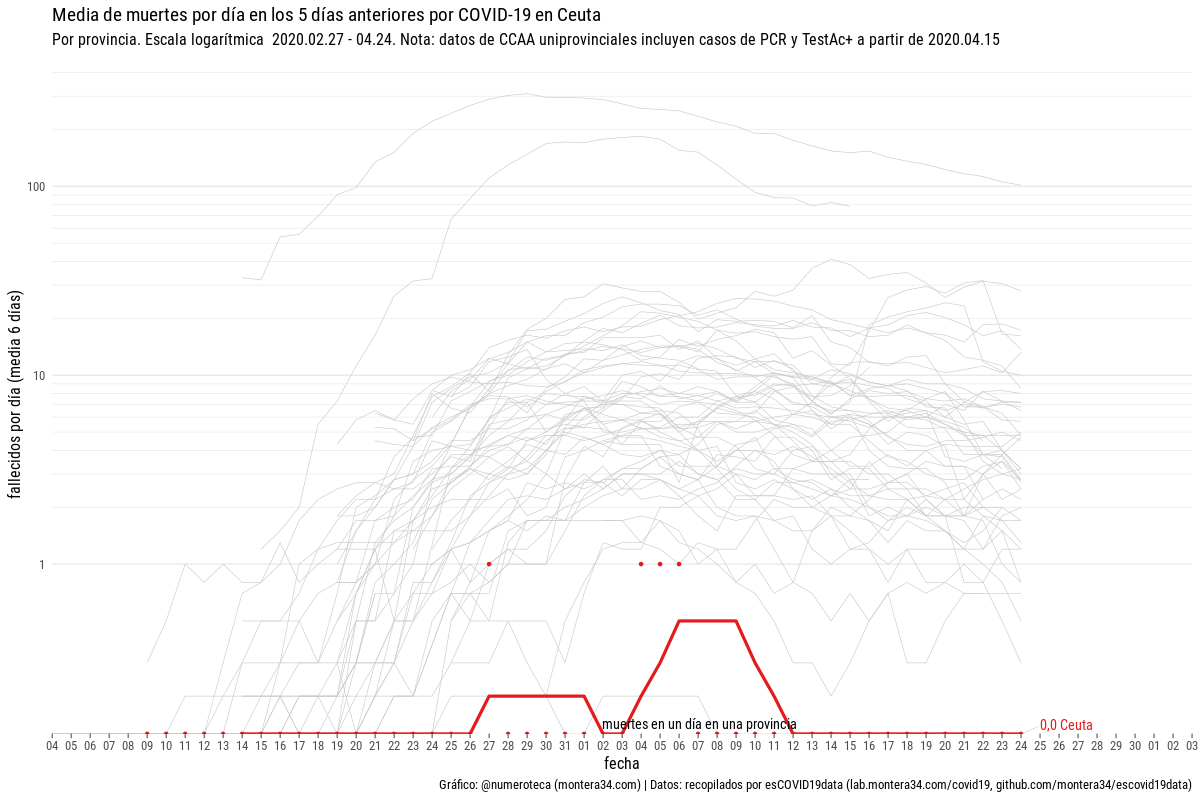 Media de muertes por día en los 5 días anteriores por COVID-19 en Ceuta
Por provincia. Escala logarítmica  2020.02.27 - 04.24. Nota: datos de CCAA uniprovinciales incluyen casos de PCR y TestAc+ a partir de 2020.04.15
fallecidos por día (media 6 días)
100
10
1
muertes en un día en una provincia
0,0 Ceuta
04 05 06 07 08 09 10 11 12 13 14 15 16 17 18 19 20 21 22 23 24 25 26 27 28 29 30 31 01 02 03 04 05 06 07 08 09 10 11 12 13 14 15 16 17 18 19 20 21 22 23 24 25 26 27 28 29 30 01 02 03
fecha
Gráfico: @numeroteca (montera34.com) | Datos: recopilados por esCOVID19data (lab.montera34.com/covid19, github.com/montera34/escovid19data)